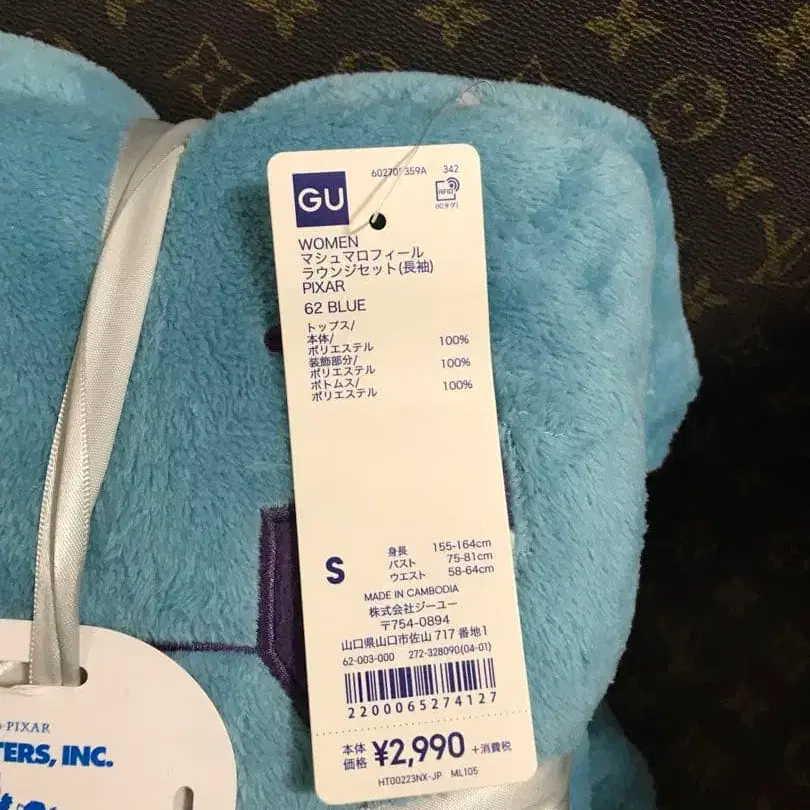 342
RFID
(ICタグ)
GU
WOMEN
マシュマロフィール
ラウンジセット(長袖)
PIXAR
62 BLUE
トップス/
本体/
ポリエステル 100%
装飾部分/
ポリエステル 100%
ボトムス/
ポリエステル 100%
S
身長 155-164cm
バスト 75-81cm
ウエスト 58-64cm
MADE IN CAMBODIA
株式会社ジーユー
〒754-0894
山口県山口市佐山 717 番地1
62-003-000 272-328090(04-01)
2200065274127
本体
価格 ¥2,990 +消費税
HT00223NX-JP ML105
PIXAR
TERS, INC.